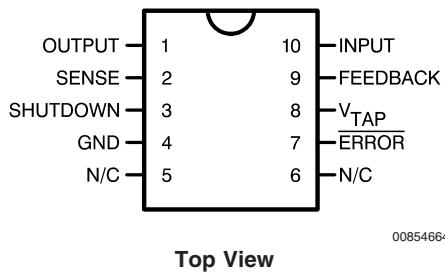 OUTPUT 1 10 INPUT
SENSE 2 9 FEEDBACK
SHUTDOWN 3 8 VTAP
GND 4 7 ERROR
N/C 5 6 N/C
00854664
Top View